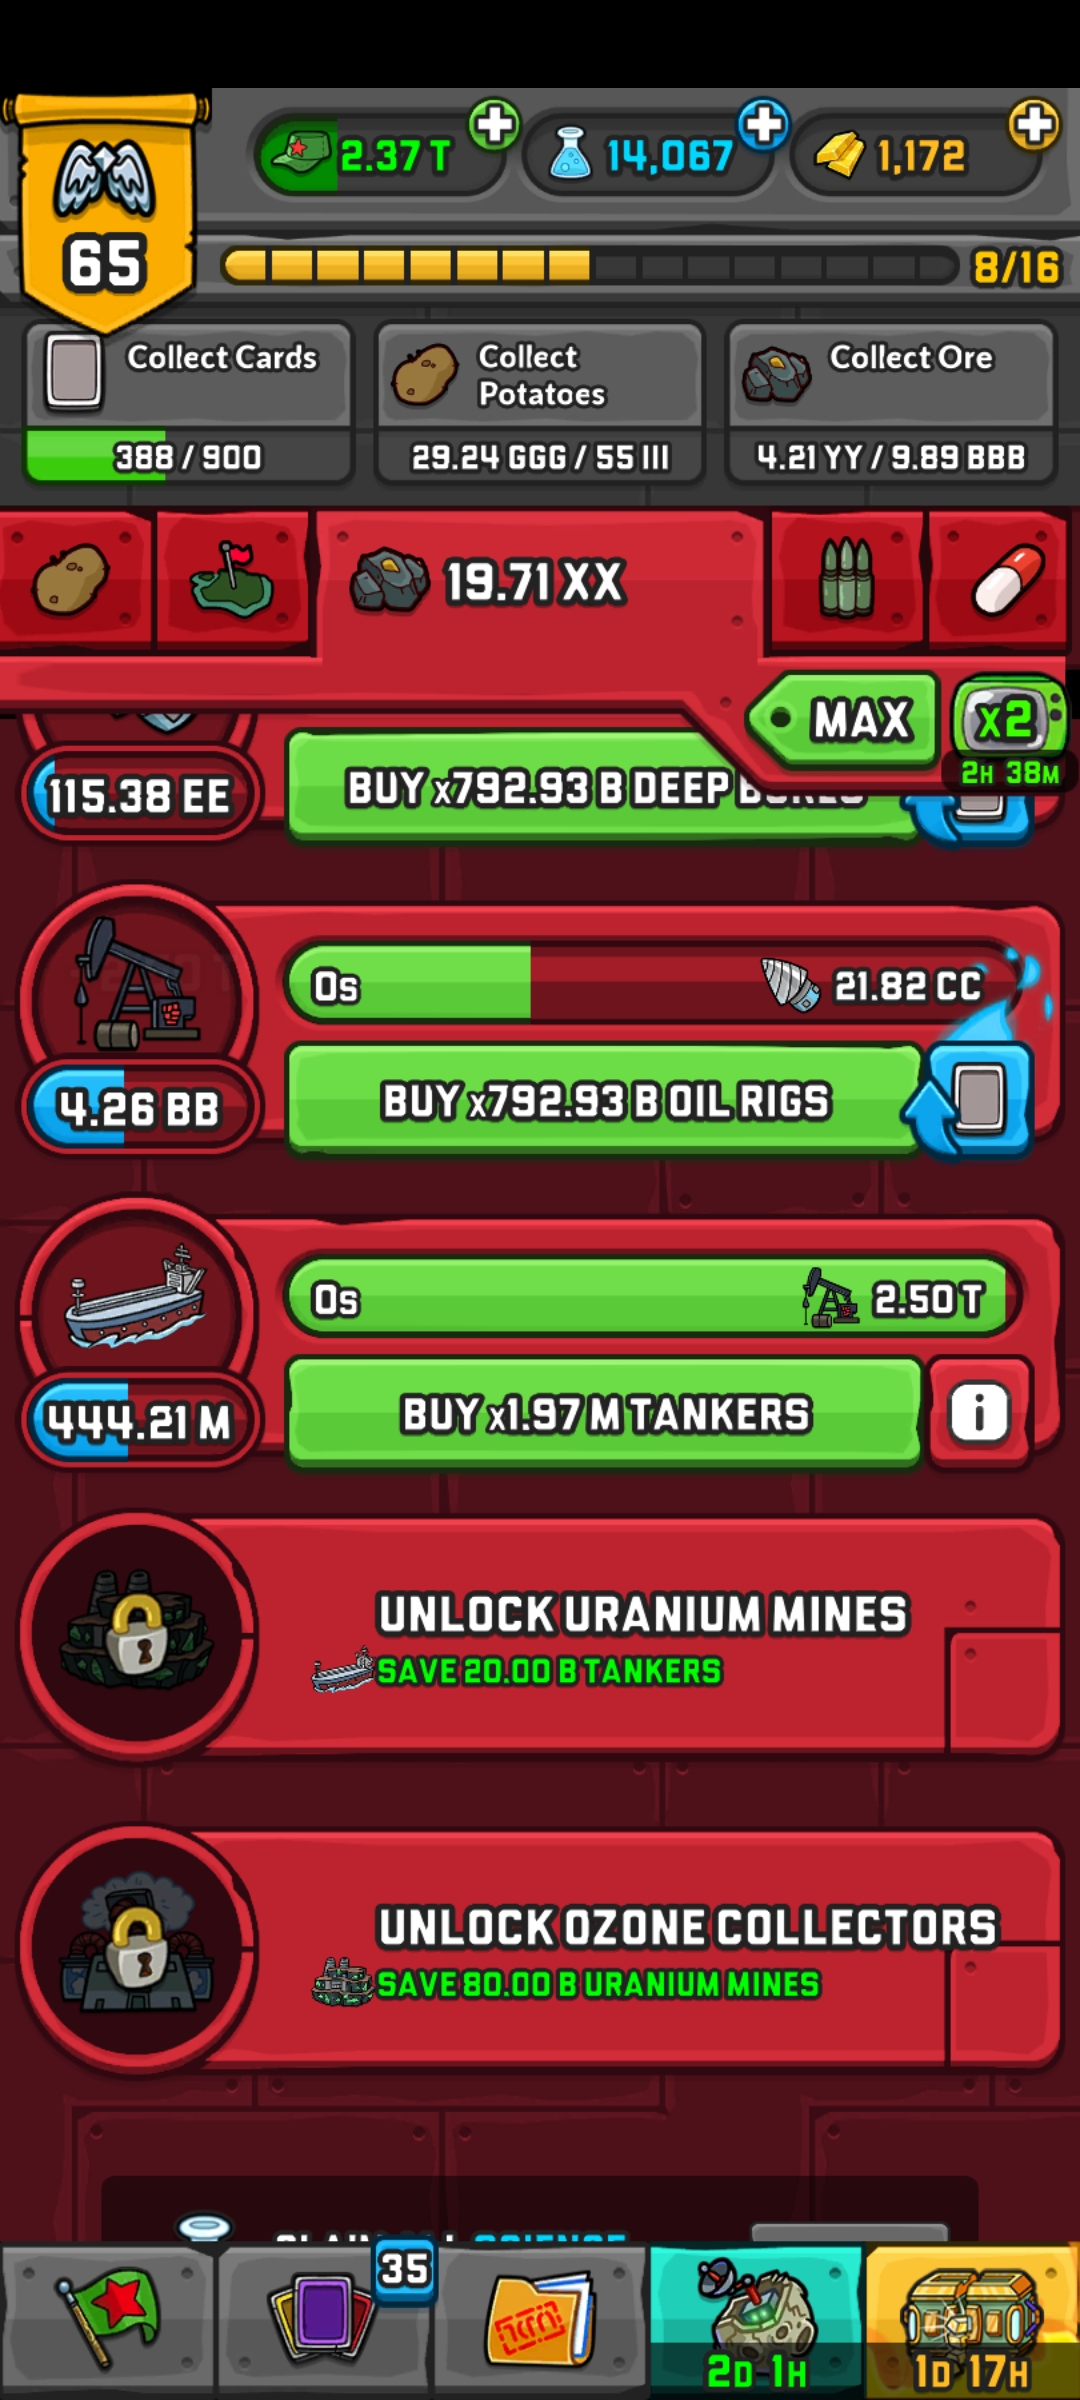 2.37 T
14,067
1,172
65
8/16
Collect Cards
388 / 900
Collect
Potatoes
29.24 GGG / 55 III
Collect Ore
4.21 YY / 9.89 BBB
19.71 XX
MAX
X2
2H 38M
115.38 EE
BUY x792.93 B DEEP BORES
0s
21.82 CC
4.26 BB
BUY x792.93 B OIL RIGS
0s
2.50 T
444.21 M
BUY x1.97 M TANKERS
i
UNLOCK URANIUM MINES
SAVE 20.00 B TANKERS
UNLOCK OZONE COLLECTORS
SAVE 80.00 B URANIUM MINES
SCIENCE
35
2D 1H
1D 17H